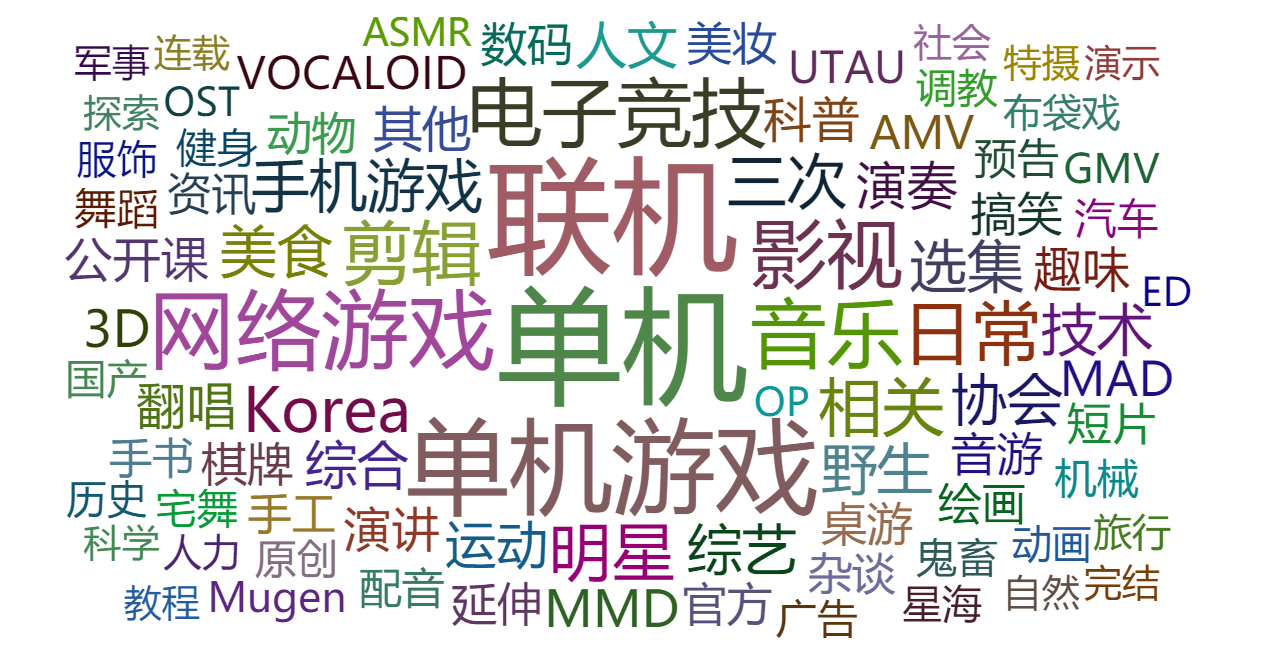 ASMR
数码
人文
美妆
UTAU
社会
特摄
演示
军事
连载
VOCALOID
调教
探索
OST
动物
其他
电子竞技
科普
AMV
布袋戏
服饰
健身
预告
GMV
舞蹈
资讯
手机游戏
联机
三次
演奏
搞笑
汽车
公开课
美食
剪辑
影视
选集
趣味
ED
3D
网络游戏
单机
音乐
日常
技术
国产
翻唱
Korea
OP
相关
协会
MAD
短片
手书
棋牌
综合
单机游戏
野生
音游
机械
历史
宅舞
手工
演讲
运动
明星
综艺
桌游
绘画
旅行
科学
人力
原创
杂谈
鬼畜
动画
教程
Mugen
配音
延伸
MMD
官方
广告
星海
自然
完结